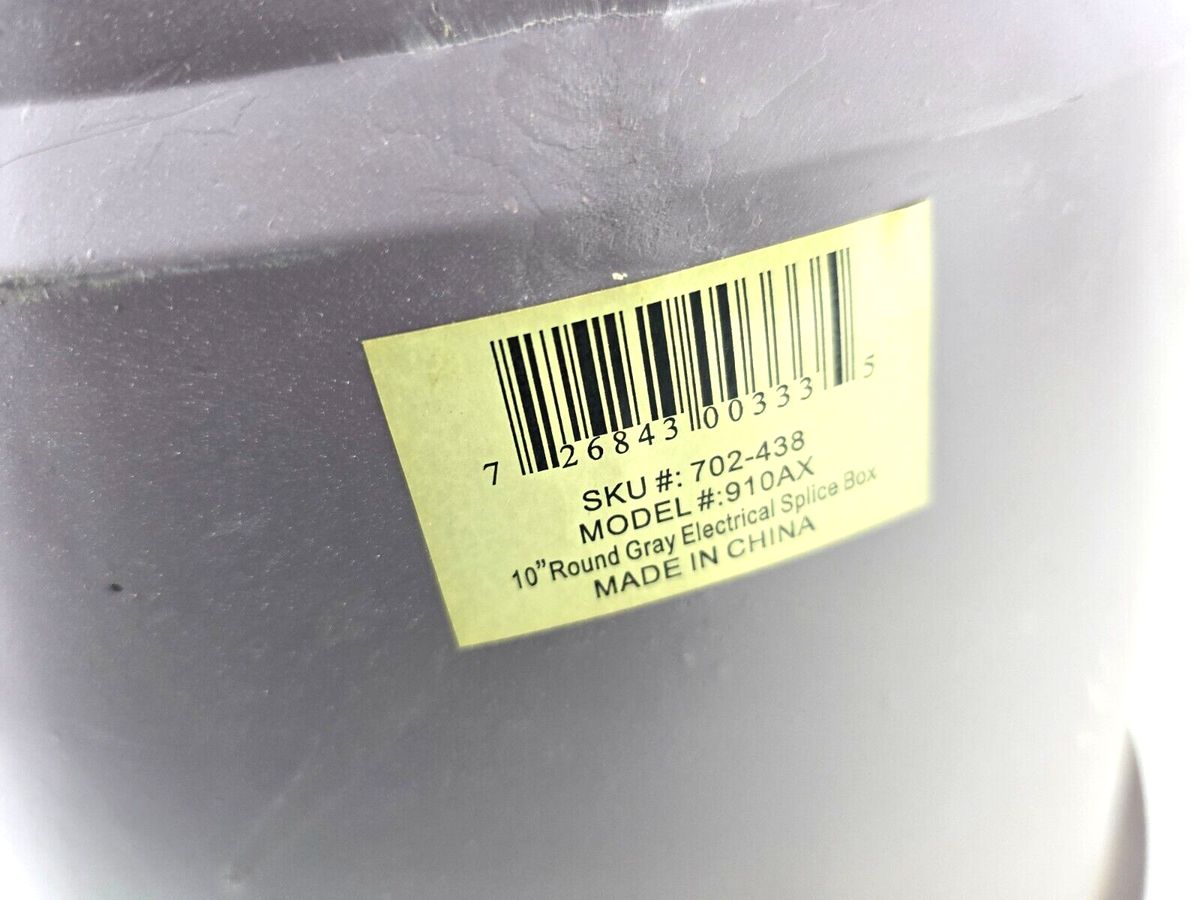 7 26843 00333 5
SKU #: 702-438
MODEL #:910AX
10”Round Gray Electrical Splice Box
MADE IN CHINA